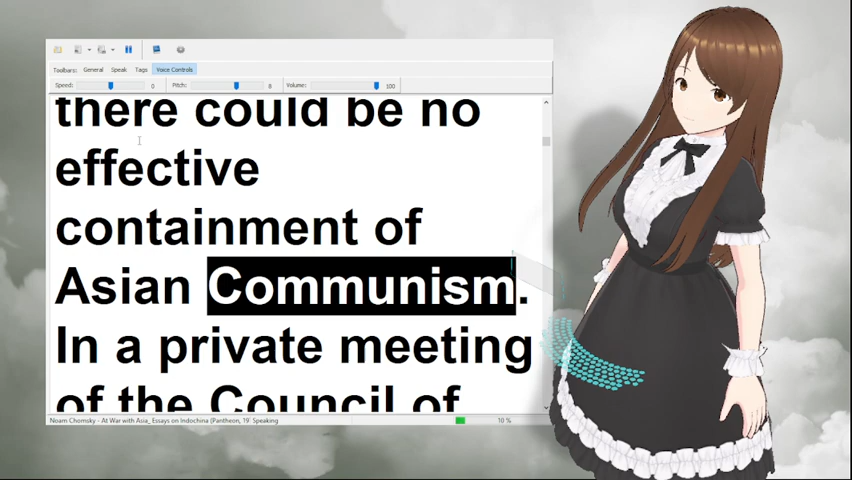 Toolbars: General Speak Tags Voice Controls
Speed: 0 Pitch: 8 Volume: 100
there could be no
effective
containment of
Asian Communism.
In a private meeting
of the Council of
Noam Chomsky - At War with Asia_ Essays on Indochina (Pantheon, 19 Speaking 10 %